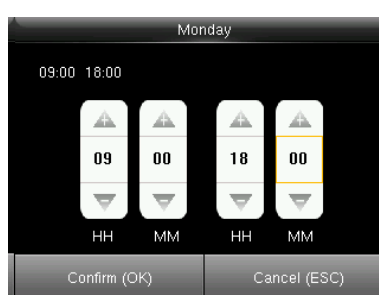 Monday
09:00 18:00
09 00 18 00
HH MM HH MM
Confirm (OK) Cancel (ESC)